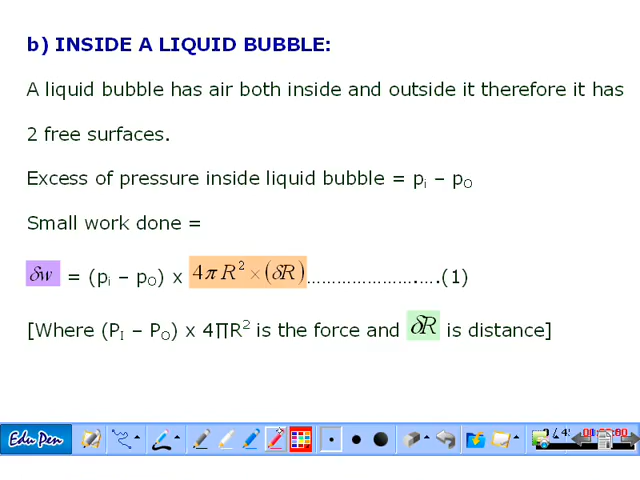 b) INSIDE A LIQUID BUBBLE:
A liquid bubble has air both inside and outside it therefore it has
2 free surfaces.
Excess of pressure inside liquid bubble = pi – pO
Small work done =
δw = (pi – pO) x 4πR² × (δR)………………….….(1)
[Where (PI – PO) x 4∏R² is the force and δR is distance]
Edu Pen